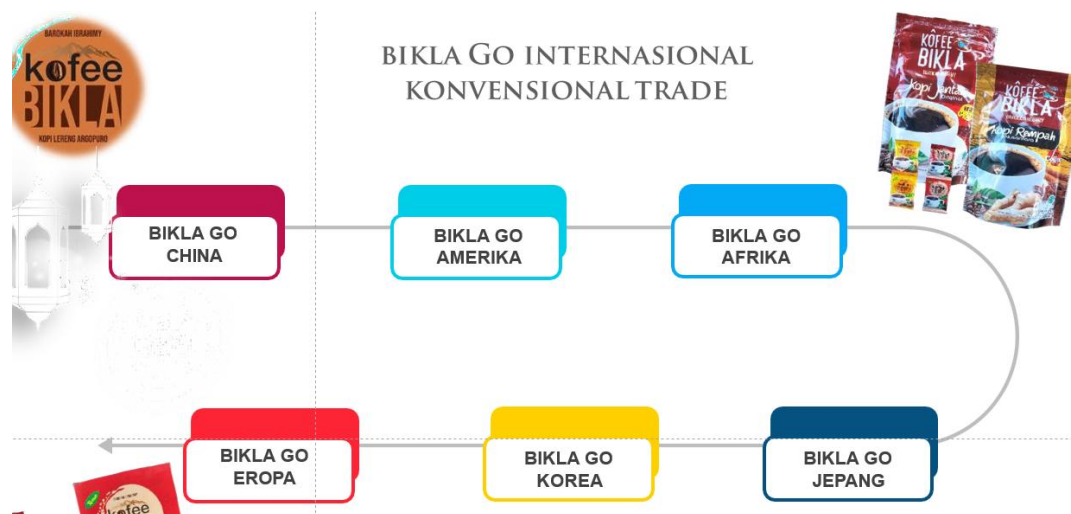 BAROKAH IBRAHIMY
kofee
BIKLA
KOPI LERENG ARGOPURO
BIKLA GO INTERNASIONAL
KONVENSIONAL TRADE
KOFEE
BIKLA
Kopi Jantan
KOFEE
BIKLA
Kopi Rempah
BIKLA GO
CHINA
BIKLA GO
AMERIKA
BIKLA GO
AFRIKA
BIKLA GO
EROPA
BIKLA GO
KOREA
BIKLA GO
JEPANG
kofee